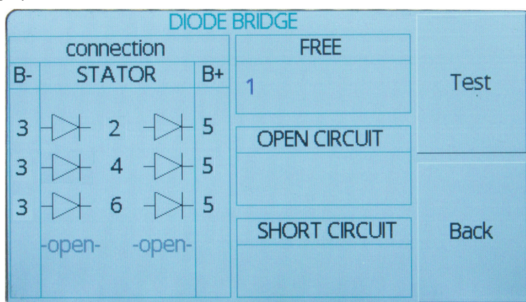 DIODE BRIDGE
connection
B- STATOR B+
3 2 5
3 4 5
3 6 5
-open- -open-
FREE
1
OPEN CIRCUIT
SHORT CIRCUIT
Test
Back